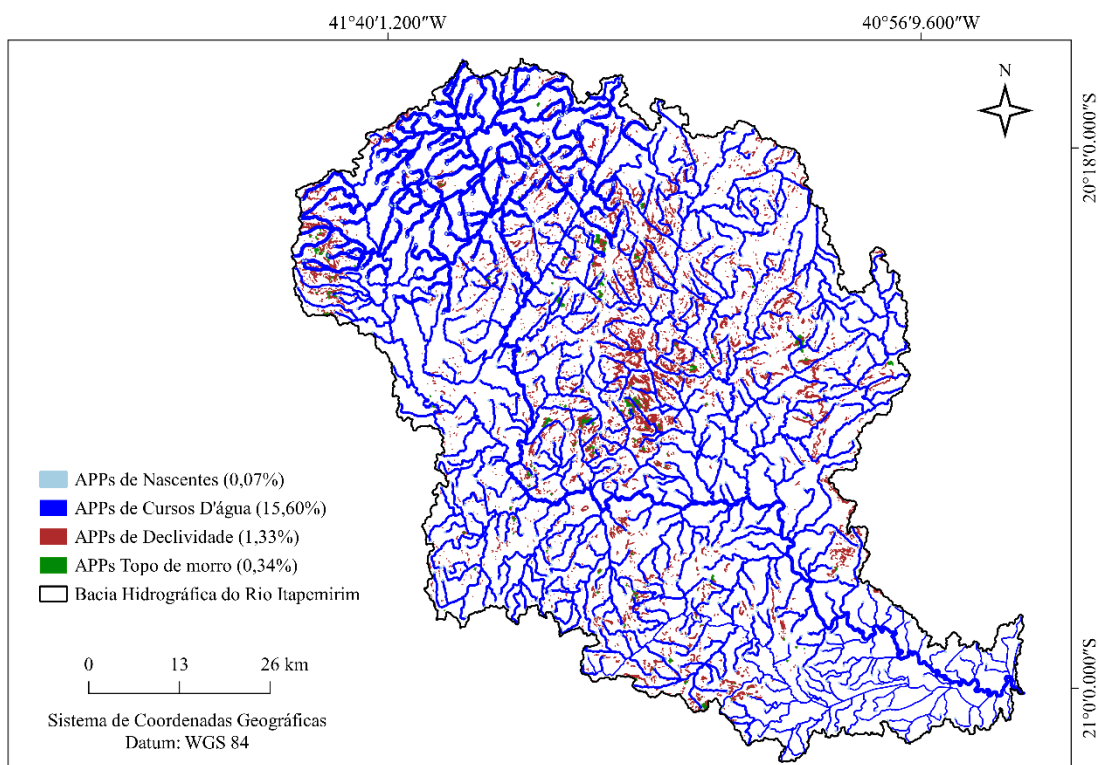 41°40′1.200″W
40°56′9.600″W
N
20°18′0.000″S
APPs de Nascentes (0,07%)
APPs de Cursos D'água (15,60%)
APPs de Declividade (1,33%)
APPs Topo de morro (0,34%)
Bacia Hidrográfica do Rio Itapemirim
0 13 26 km
Sistema de Coordenadas Geográficas
Datum: WGS 84
21°0′0.000″S